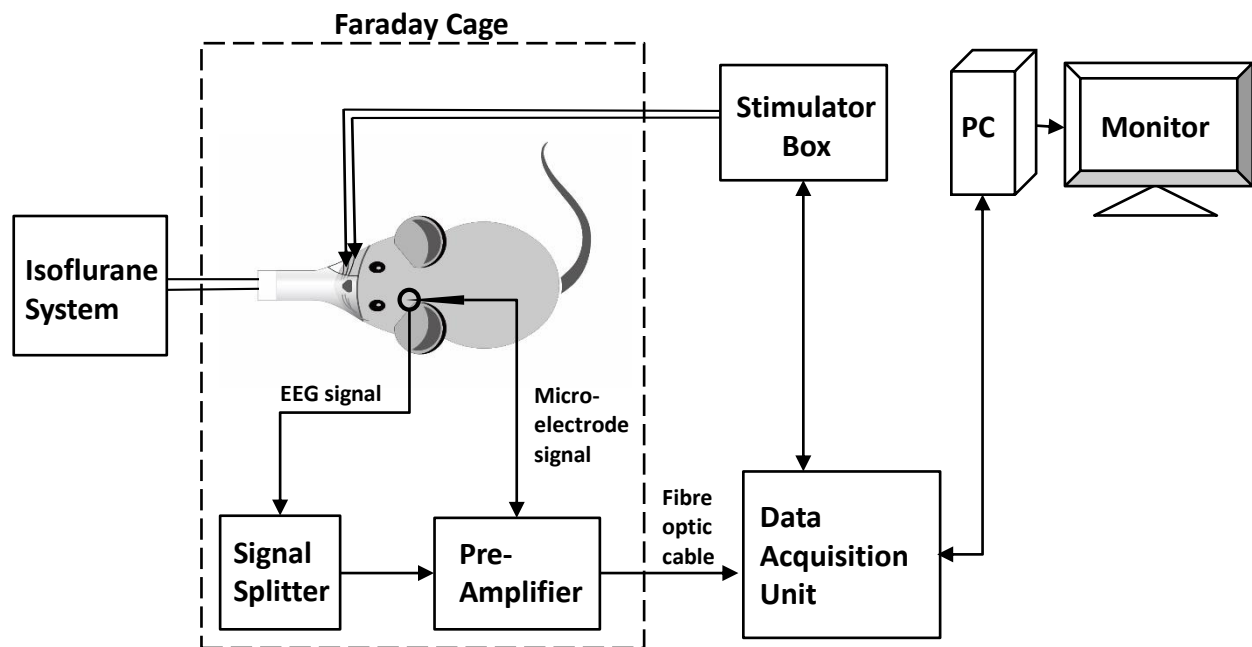 Faraday Cage
Stimulator
Box
PC
Monitor
Isoflurane
System
EEG signal
Micro-
electrode
signal
Signal
Splitter
Pre-
Amplifier
Fibre
optic
cable
Data
Acquisition
Unit